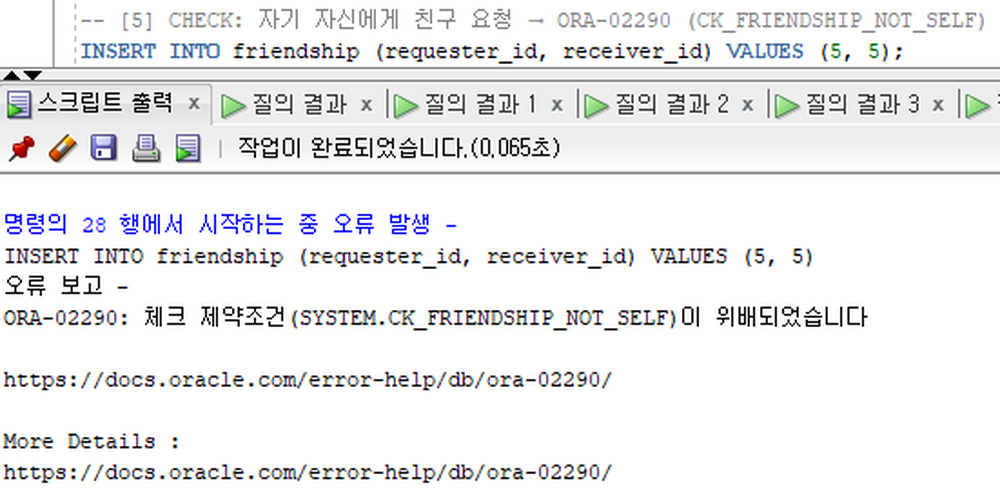 -- [5] CHECK: 자기 자신에게 친구 요청 → ORA-02290 (CK_FRIENDSHIP_NOT_SELF)
INSERT INTO friendship (requester_id, receiver_id) VALUES (5, 5);
스크립트 출력 x 질의 결과 x 질의 결과 1 x 질의 결과 2 x 질의 결과 3 x
작업이 완료되었습니다.(0.065초)
명령의 28 행에서 시작하는 중 오류 발생 -
INSERT INTO friendship (requester_id, receiver_id) VALUES (5, 5)
오류 보고 -
ORA-02290: 체크 제약조건(SYSTEM.CK_FRIENDSHIP_NOT_SELF)이 위배되었습니다
https://docs.oracle.com/error-help/db/ora-02290/
More Details :
https://docs.oracle.com/error-help/db/ora-02290/